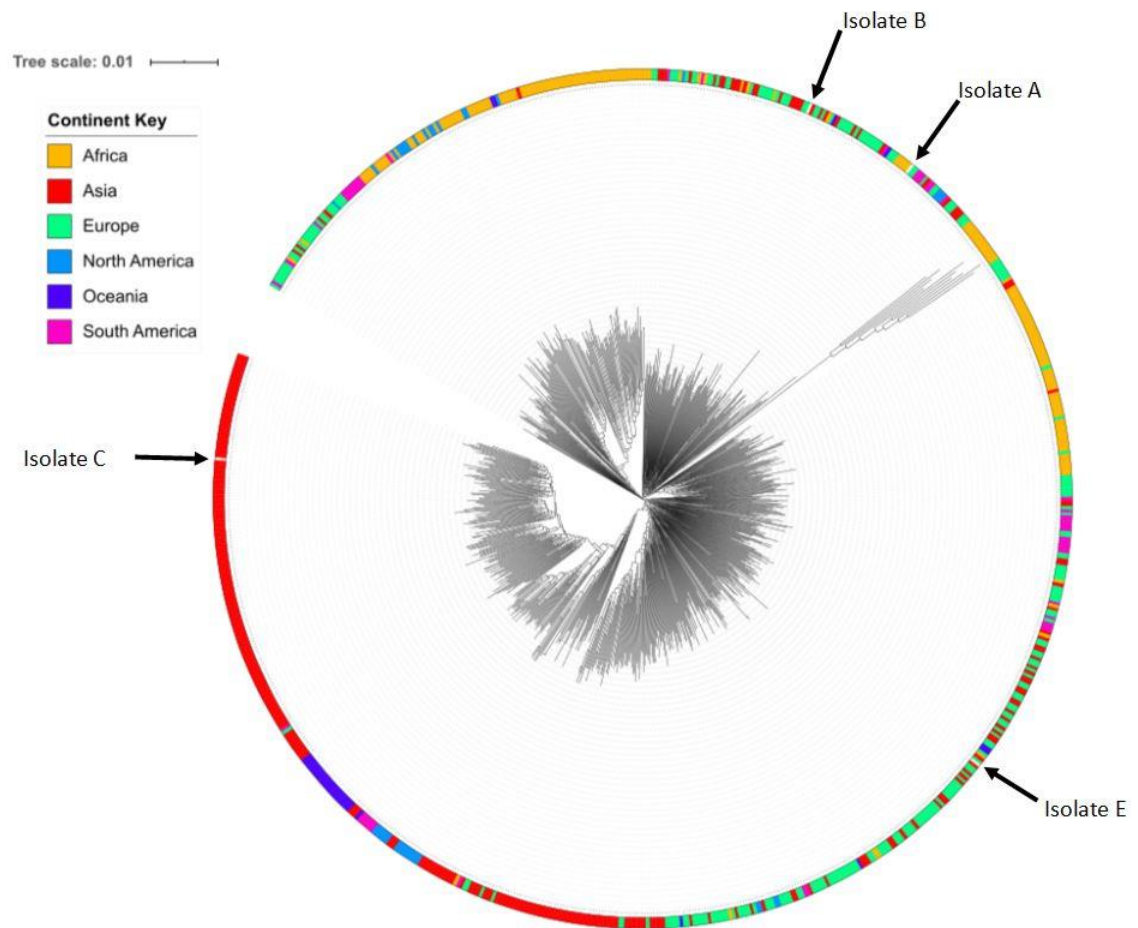 Isolate B
Tree scale: 0.01
Isolate A
Continent Key
Africa
Asia
Europe
North America
Oceania
South America
Isolate C
Isolate E